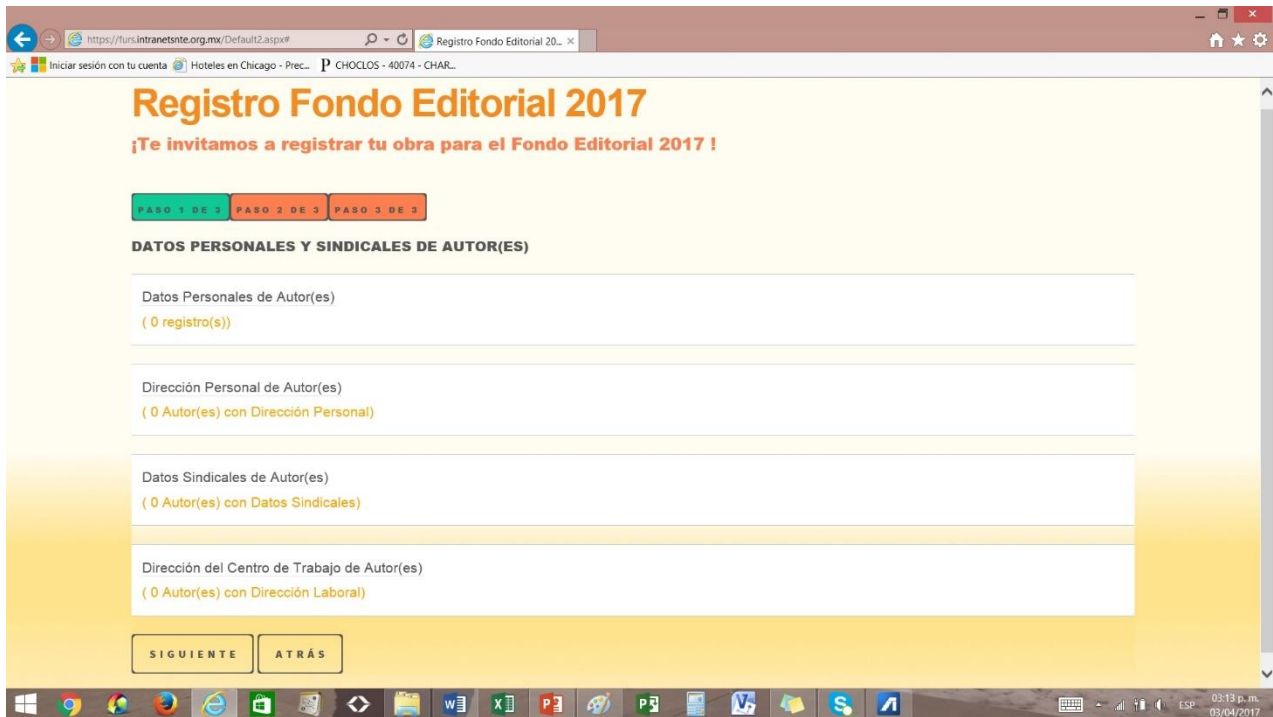 https://furs.intranetsnte.org.mx/Default2.aspx#
Registro Fondo Editorial 20...
Iniciar sesión con tu cuenta
Hoteles en Chicago - Prec...
CHOCLOS - 40074 - CHAR...
Registro Fondo Editorial 2017
¡Te invitamos a registrar tu obra para el Fondo Editorial 2017 !
PASO 1 DE 3 PASO 2 DE 3 PASO 3 DE 3
DATOS PERSONALES Y SINDICALES DE AUTOR(ES)
Datos Personales de Autor(es)
( 0 registro(s))
Dirección Personal de Autor(es)
( 0 Autor(es) con Dirección Personal)
Datos Sindicales de Autor(es)
( 0 Autor(es) con Datos Sindicales)
Dirección del Centro de Trabajo de Autor(es)
( 0 Autor(es) con Dirección Laboral)
SIGUIENTE ATRÁS
ESP
03:13 p. m.
03/04/2017